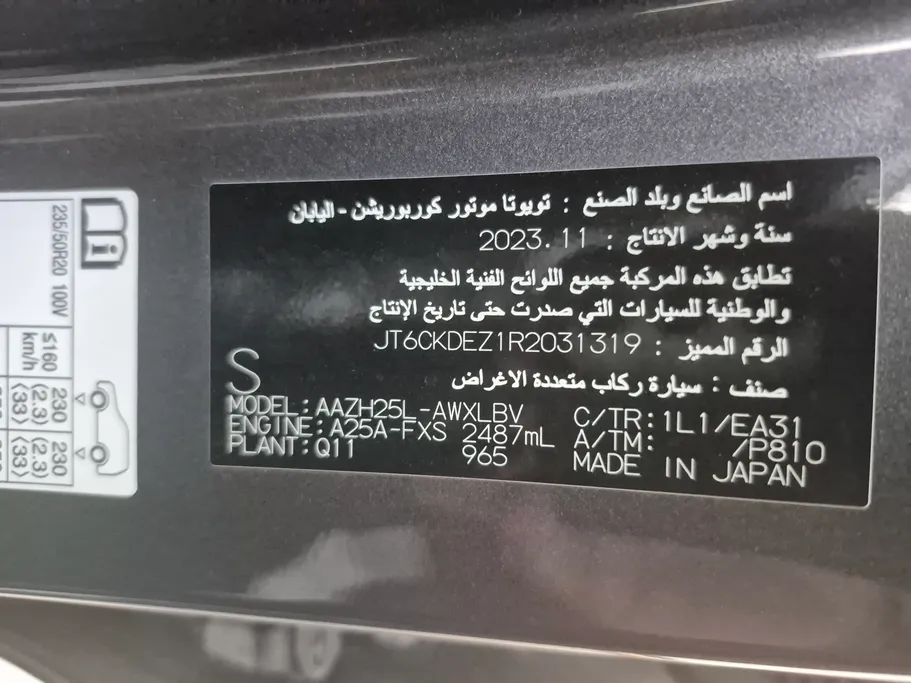 اسم الصانع وبلد الصنع : تويوتا موتور كوربوريشن - اليابان
سنة وشهر الانتاج : 2023.11
تطابق هذه المركبة جميع اللوائح الفنية الخليجية
والوطنية للسيارات التي صدرت حتى تاريخ الإنتاج
الرقم المميز : JT6CKDEZ1R2031319
صنف : سيارة ركاب متعددة الاغراض
S
MODEL:AAZH25L-AWXLBV C/TR:1L1/EA31
ENGINE:A25A-FXS 2487mL A/TM: /P810
PLANT:Q11 965 MADE IN JAPAN
235/50R20 100V
≤160 km/h
230 (2.3) ⟨33⟩
230 (2.3) ⟨33⟩